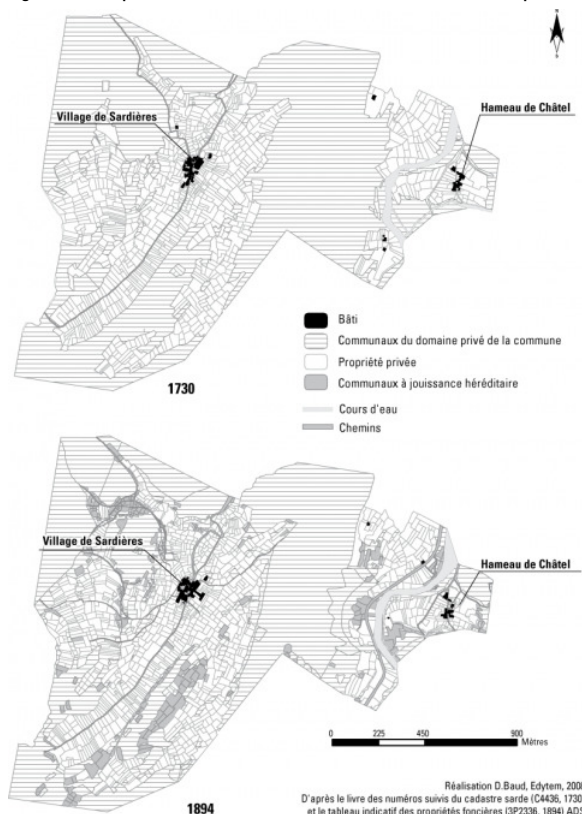 Village de Sardières
Hameau de Châtel
Bâti
Communaux du domaine privé de la commune
Propriété privée
Communaux à jouissance héréditaire
Cours d'eau
Chemins
1730
Village de Sardières
Hameau de Châtel
0 225 450 900
Mètres
1894
Réalisation D.Baud, Edytem, 200
D'après le livre des numéros suivis du cadastre sarde (C4436, 1730
et le tableau indicatif des propriétés foncières (3P2336, 1894) ADS